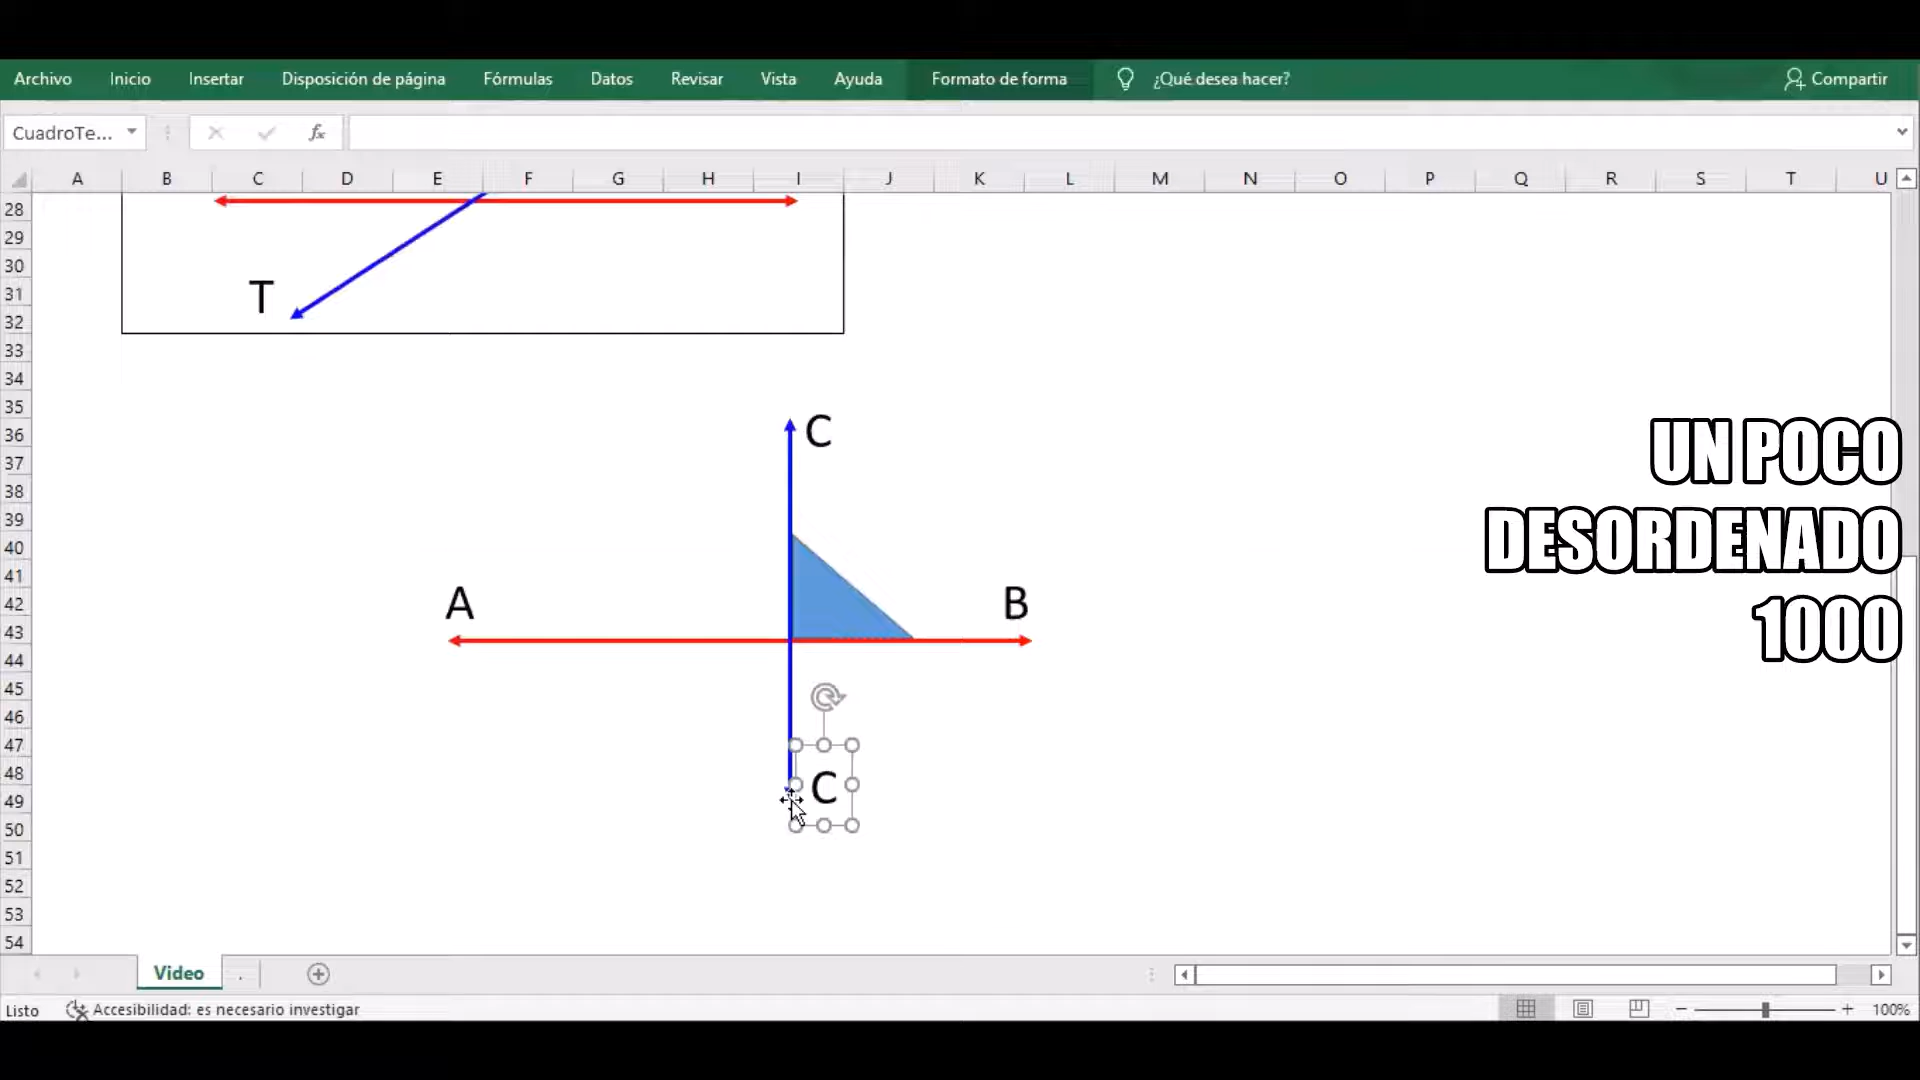 Archivo Inicio Insertar Disposición de página Fórmulas Datos Revisar Vista Ayuda Formato de forma ¿Qué desea hacer? Compartir
CuadroTe... fx
A B C D E F G H I J K L M N O P Q R S T U
28
29
30
31
32
33
34
35
36
37
38
39
40
41
42
43
44
45
46
47
48
49
50
51
52
53
54
T
C
A B
C
UN POCO
DESORDENADO
1000
Video .
Listo Accesibilidad: es necesario investigar 100%